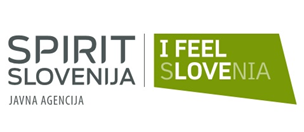 SPIRIT
SLOVENIJA
JAVNA AGENCIJA
I FEEL
SLOVENIA